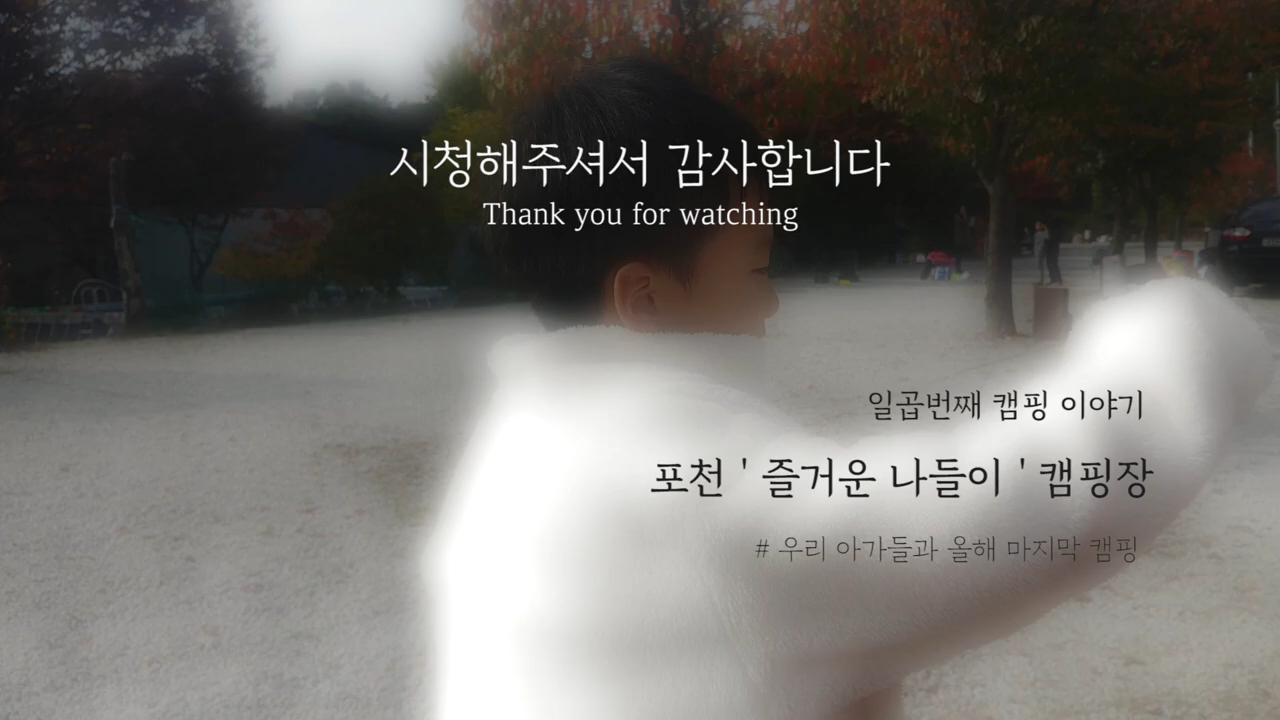 시청해주셔서 감사합니다
Thank you for watching
일곱번째 캠핑 이야기
포천 ' 즐거운 나들이 ' 캠핑장
# 우리 아가들과 올해 마지막 캠핑